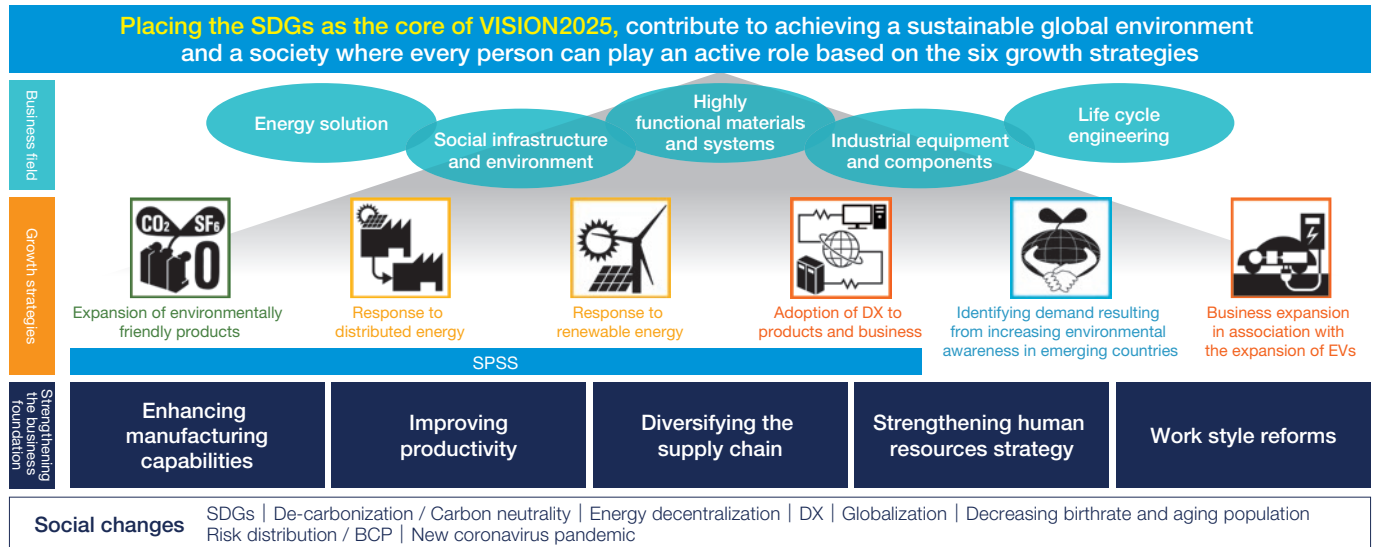 Placing the SDGs as the core of VISION2025, contribute to achieving a sustainable global environment
and a society where every person can play an active role based on the six growth strategies
Business field
Energy solution
Social infrastructure
and environment
Highly
functional materials
and systems
Industrial equipment
and components
Life cycle
engineering
Growth strategies
CO₂ SF₆
0
Expansion of environmentally
friendly products
Response to
distributed energy
Response to
renewable energy
Adoption of DX to
products and business
Identifying demand resulting
from increasing environmental
awareness in emerging countries
Business expansion
in association with
the expansion of EVs
SPSS
Strengthening
the business
foundation
Enhancing
manufacturing
capabilities
Improving
productivity
Diversifying the
supply chain
Strengthening human
resources strategy
Work style reforms
Social changes
SDGs | De-carbonization / Carbon neutrality | Energy decentralization | DX | Globalization | Decreasing birthrate and aging population
Risk distribution / BCP | New coronavirus pandemic